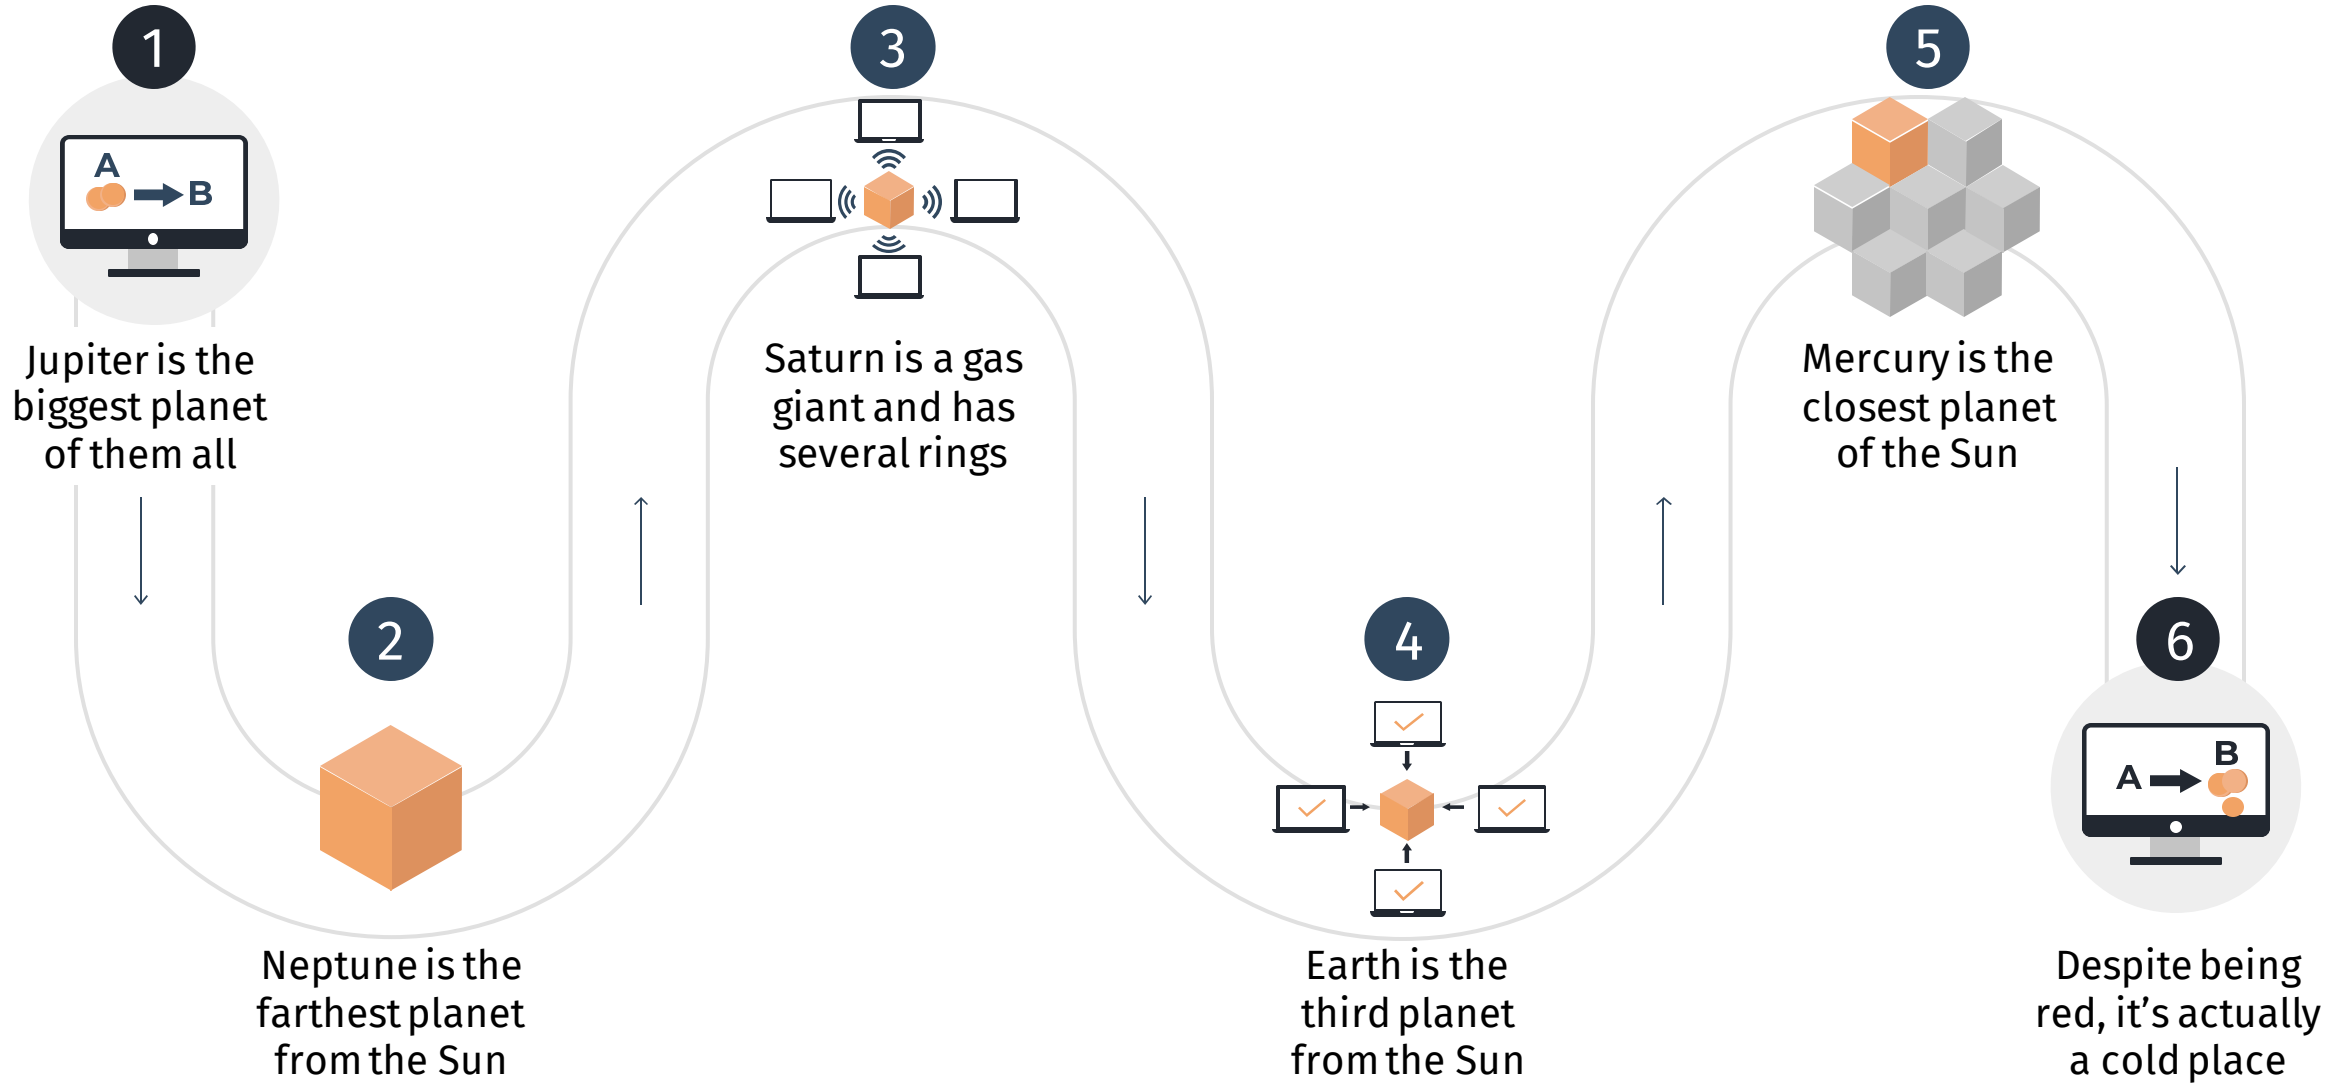 1
A
B
Jupiter is the
biggest planet
of them all
2
Neptune is the
farthest planet
from the Sun
3
Saturn is a gas
giant and has
several rings
4
Earth is the
third planet
from the Sun
5
Mercury is the
closest planet
of the Sun
6
B
A
Despite being
red, it’s actually
a cold place